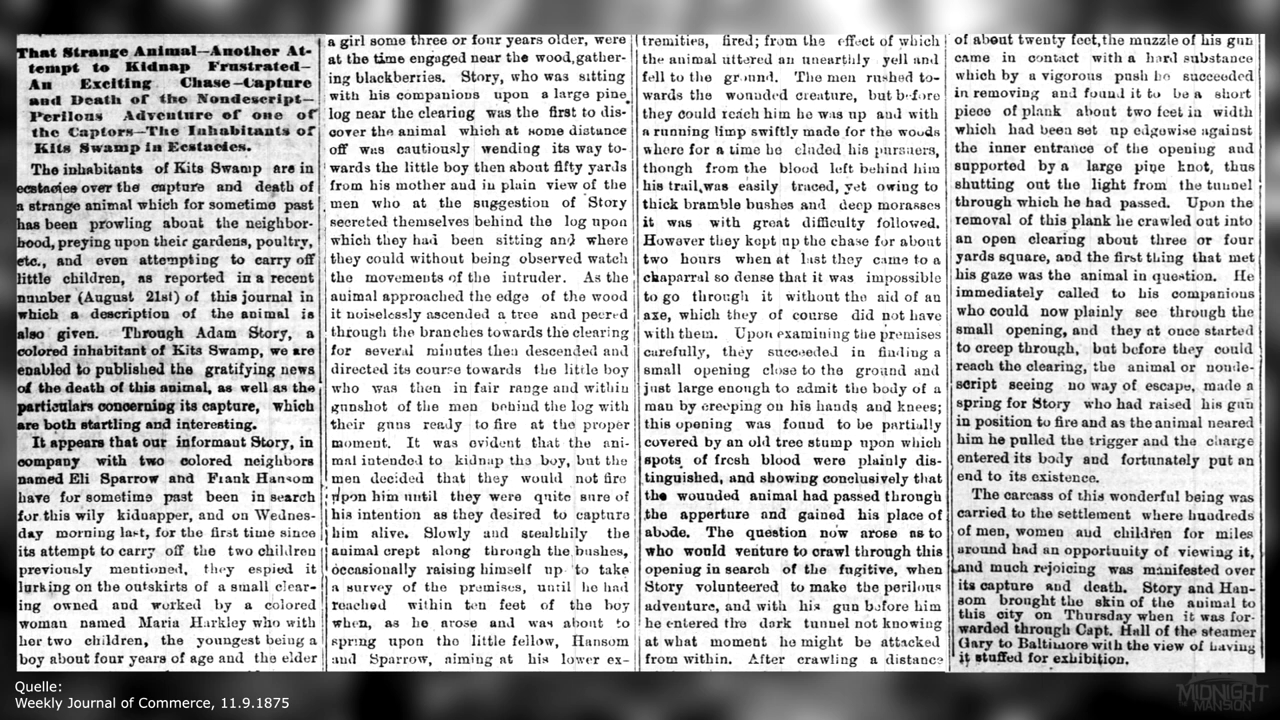 That Strange Animal—Another At-
tempt to Kidnap Frustrated—
An Exciting Chase—Capture
and Death of the Nondescript—
Perilous Adventure of one of
the Captors—The Inhabitants of
Kits Swamp in Ecstacies.
The inhabitants of Kits Swamp are in
ecstacies over the capture and death of
a strange animal which for sometime past
has been prowling about the neighbor-
hood, preying upon their gardens, poultry,
etc., and even attempting to carry off
little children, as reported in a recent
number (August 21st) of this journal in
which a description of the animal is
also given. Through Adam Story, a
colored inhabitant of Kits Swamp, we are
enabled to published the gratifying news
of the death of this animal, as well as the
particulars concerning its capture, which
are both startling and interesting.
It appears that our informant Story, in
company with two colored neighbors
named Eli Sparrow and Frank Hansom
have for sometime past been in search
for this wily kidnapper, and on Wednes-
day morning last, for the first time since
its attempt to carry off the two children
previously mentioned, they espied it
lurking on the outskirts of a small clear-
ing owned and worked by a colored
woman named Maria Harkley who with
her two children, the youngest being a
boy about four years of age and the elder
a girl some three or four years older, were
at the time engaged near the wood,gather-
ing blackberries. Story, who was sitting
with his companions upon a large pine
log near the clearing was the first to dis-
cover the animal which at some distance
off was cautiously wending its way to-
wards the little boy then about fifty yards
from his mother and in plain view of the
men who at the suggestion of Story
secreted themselves behind the log upon
which they had been sitting and where
they could without being observed watch
the movements of the intruder. As the
animal approached the edge of the wood
it noiselessly ascended a tree and peered
through the branches towards the clearing
for several minutes then descended and
directed its course towards the little boy
who was then in fair range and within
gunshot of the men behind the log with
their guns ready to fire at the proper
moment. It was evident that the ani-
mal intended to kidnap the boy, but the
men decided that they would not fire
upon him until they were quite sure of
his intention as they desired to capture
him alive. Slowly and stealthily the
animal crept along through the bushes,
occasionally raising himself up to take
a survey of the premises, until he had
reached within ten feet of the boy
when, as he arose and was about to
spring upon the little fellow, Hansom
and Sparrow, aiming at his lower ex-
tremities, fired; from the effect of which
the animal uttered an unearthly yell and
fell to the ground. The men rushed to-
wards the wounded creature, but before
they could reach him he was up and with
a running limp swiftly made for the woods
where for a time he eluded his pursuers,
though from the blood left behind him
his trail,was easily traced, yet owing to
thick bramble bushes and deep morasses
it was with great difficulty followed.
However they kept up the chase for about
two hours when at last they came to a
chaparral so dense that it was impossible
to go through it without the aid of an
axe, which they of course did not have
with them. Upon examining the premises
carefully, they succeeded in finding a
small opening close to the ground and
just large enough to admit the body of a
man by creeping on his hands and knees;
this opening was found to be partially
covered by an old tree stump upon which
spots of fresh blood were plainly dis-
tinguished, and showing conclusively that
the wounded animal had passed through
the apperture and gained his place of
abode. The question now arose as to
who would venture to crawl through this
opening in search of the fugitive, when
Story volunteered to make the perilous
adventure, and with his gun before him
he entered the dark tunnel not knowing
at what moment he might be attacked
from within. After crawling a distance
of about twenty feet,the muzzle of his gun
came in contact with a hard substance
which by a vigorous push he succeeded
in removing and found it to be a short
piece of plank about two feet in width
which had been set up edgewise against
the inner entrance of the opening and
supported by a large pine knot, thus
shutting out the light from the tunnel
through which he had passed. Upon the
removal of this plank he crawled out into
an open clearing about three or four
yards square, and the first thing that met
his gaze was the animal in question. He
immediately called to his companions
who could now plainly see through the
small opening, and they at once started
to creep through, but before they could
reach the clearing, the animal or nonde-
script seeing no way of escape, made a
spring for Story who had raised his gun
in position to fire and as the animal neared
him he pulled the trigger and the charge
entered its body and fortunately put an
end to its existence.
The carcass of this wonderful being was
carried to the settlement where hundreds
of men, women and children for miles
around had an opportunity of viewing it,
and much rejoicing was manifested over
its capture and death. Story and Han-
som brought the skin of the animal to
this city on Thursday when it was for-
warded through Capt. Hall of the steamer
Gary to Baltimore with the view of having
it stuffed for exhibition.
Quelle:
Weekly Journal of Commerce, 11.9.1875
MIDNIGHT
MANSION